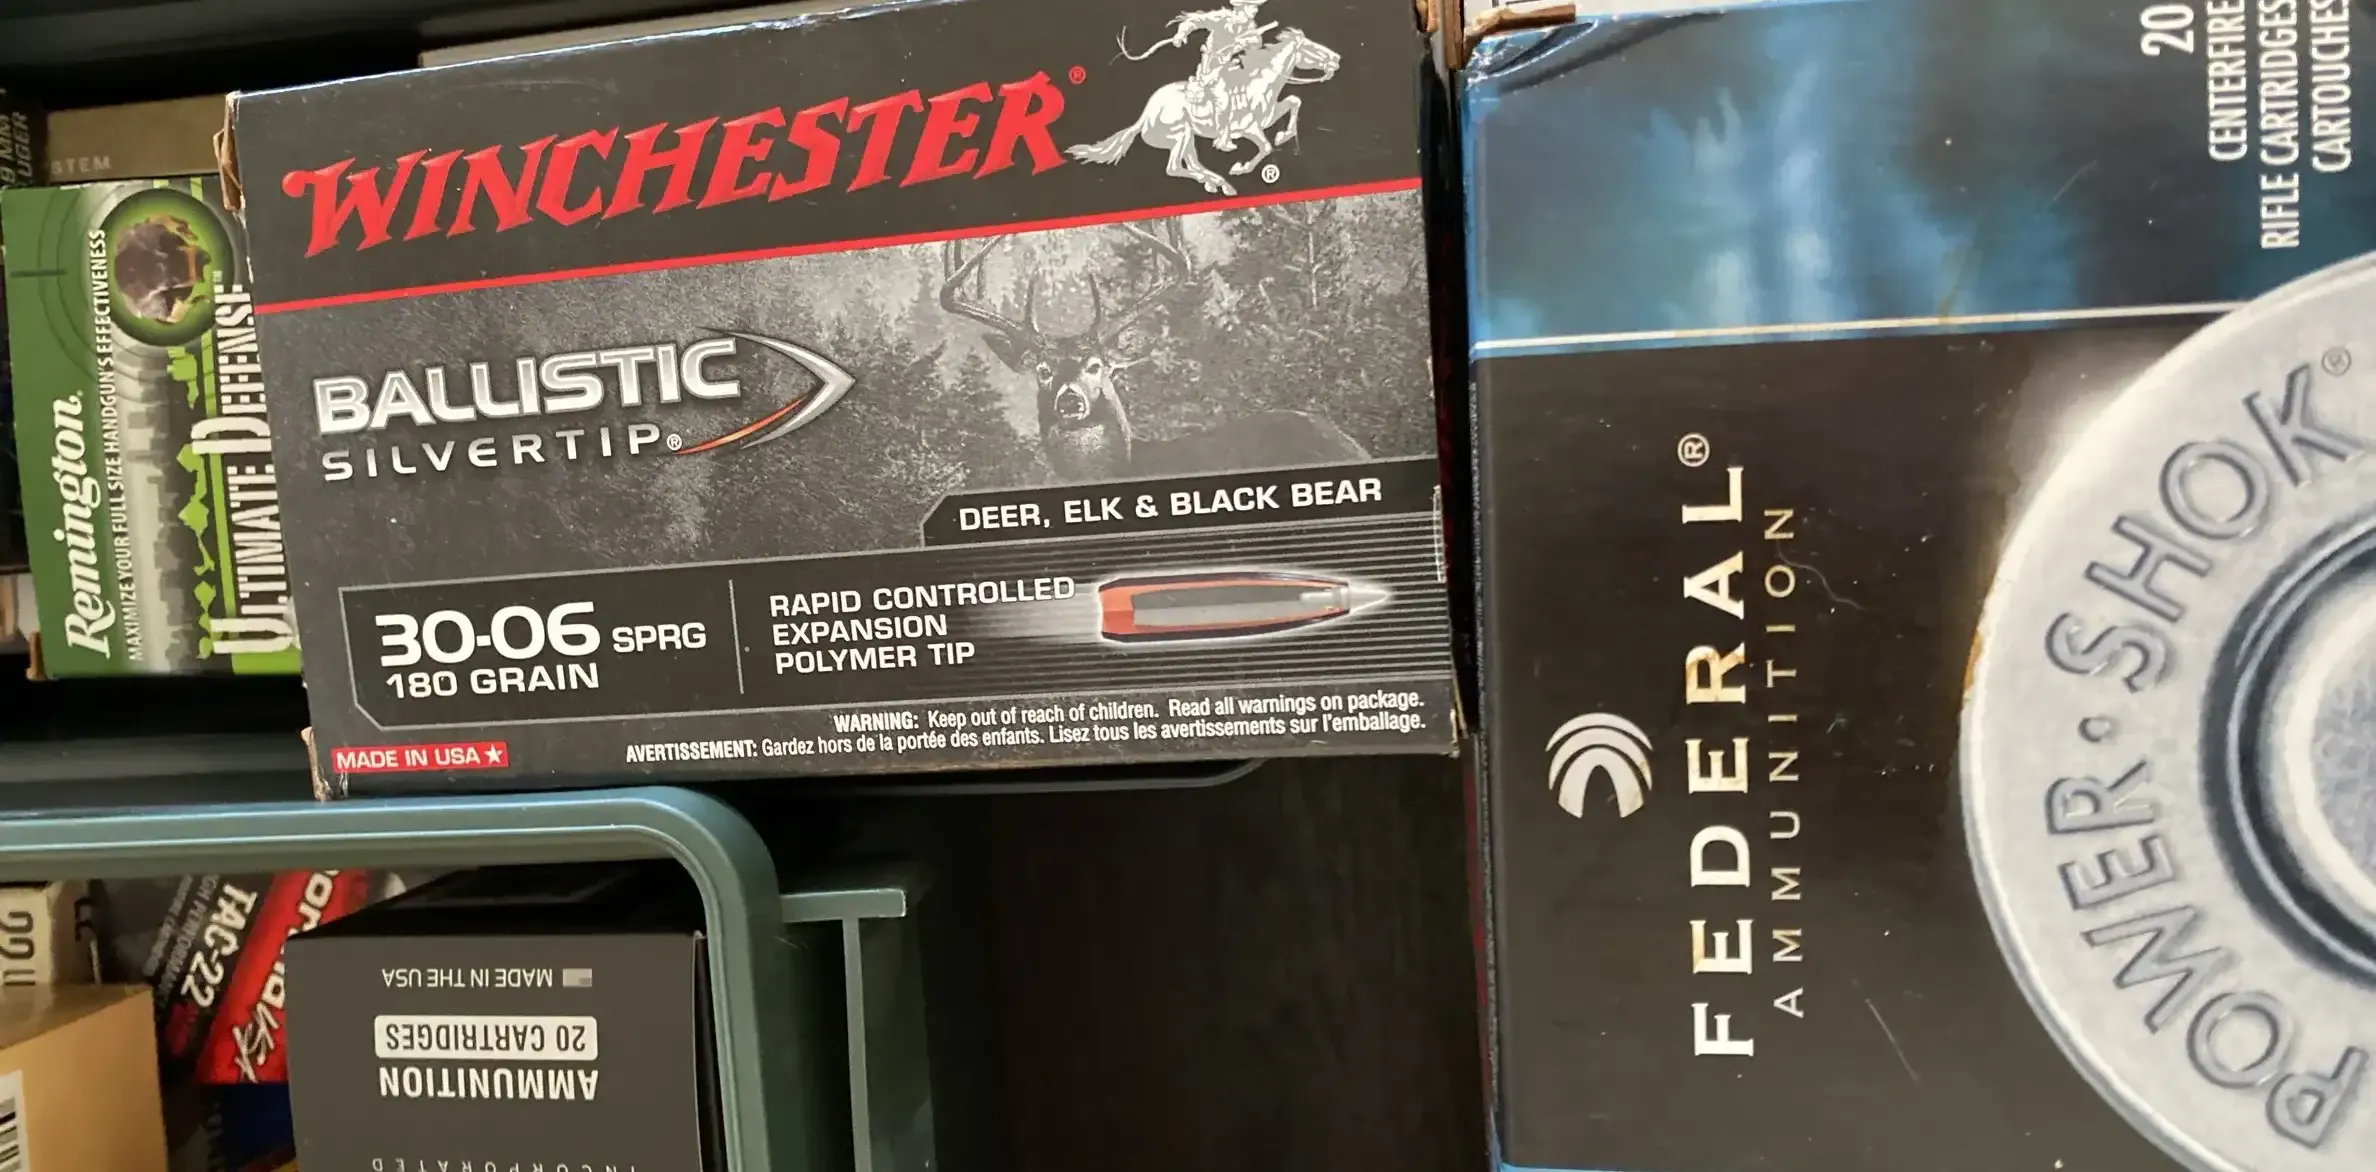 WINCHESTER®
®
BALLISTIC
SILVERTIP®
DEER, ELK & BLACK BEAR
30-06 SPRG
180 GRAIN
RAPID CONTROLLED
EXPANSION
POLYMER TIP
WARNING: Keep out of reach of children. Read all warnings on package.
AVERTISSEMENT: Gardez hors de la portée des enfants. Lisez tous les avertissements sur l'emballage.
MADE IN USA
Remington.
MAXIMIZE YOUR FULL SIZE HANDGUN'S EFFECTIVENESS
ULTIMATE DEFENSE
9 MM
STEM
20
CENTERFIRE
RIFLE CARTRIDGES
CARTOUCHES
FEDERAL®
AMMUNITION
POWER·SHOK®
TAC-22
MADE IN THE USA
20 CARTRIDGES
AMMUNITION